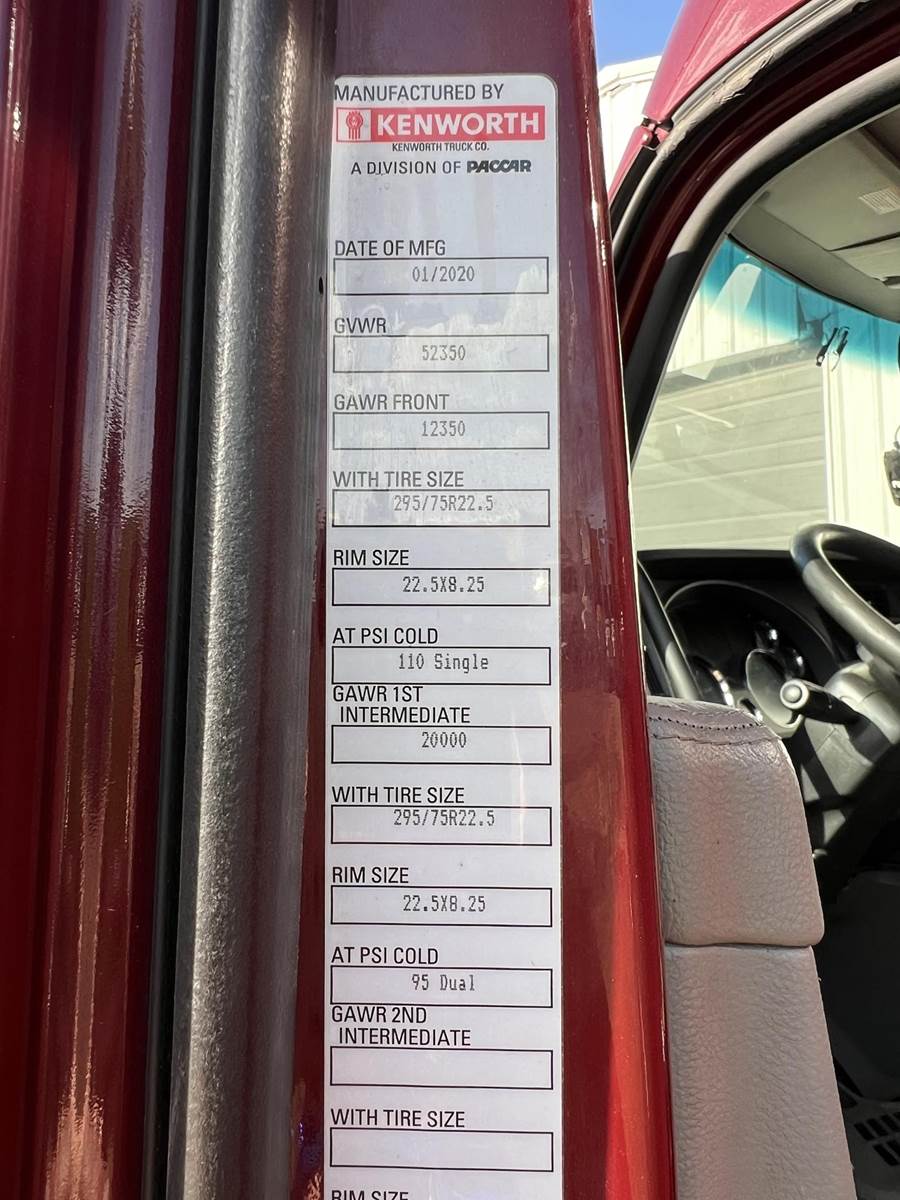 MANUFACTURED BY
KENWORTH
KENWORTH TRUCK CO.
A DIVISION OF PACCAR
DATE OF MFG
01/2020
GVWR
52350
GAWR FRONT
12350
WITH TIRE SIZE
295/75R22.5
RIM SIZE
22.5X8.25
AT PSI COLD
110 Single
GAWR 1ST
INTERMEDIATE
20000
WITH TIRE SIZE
295/75R22.5
RIM SIZE
22.5X8.25
AT PSI COLD
95 Dual
GAWR 2ND
INTERMEDIATE
WITH TIRE SIZE
RIM SIZE